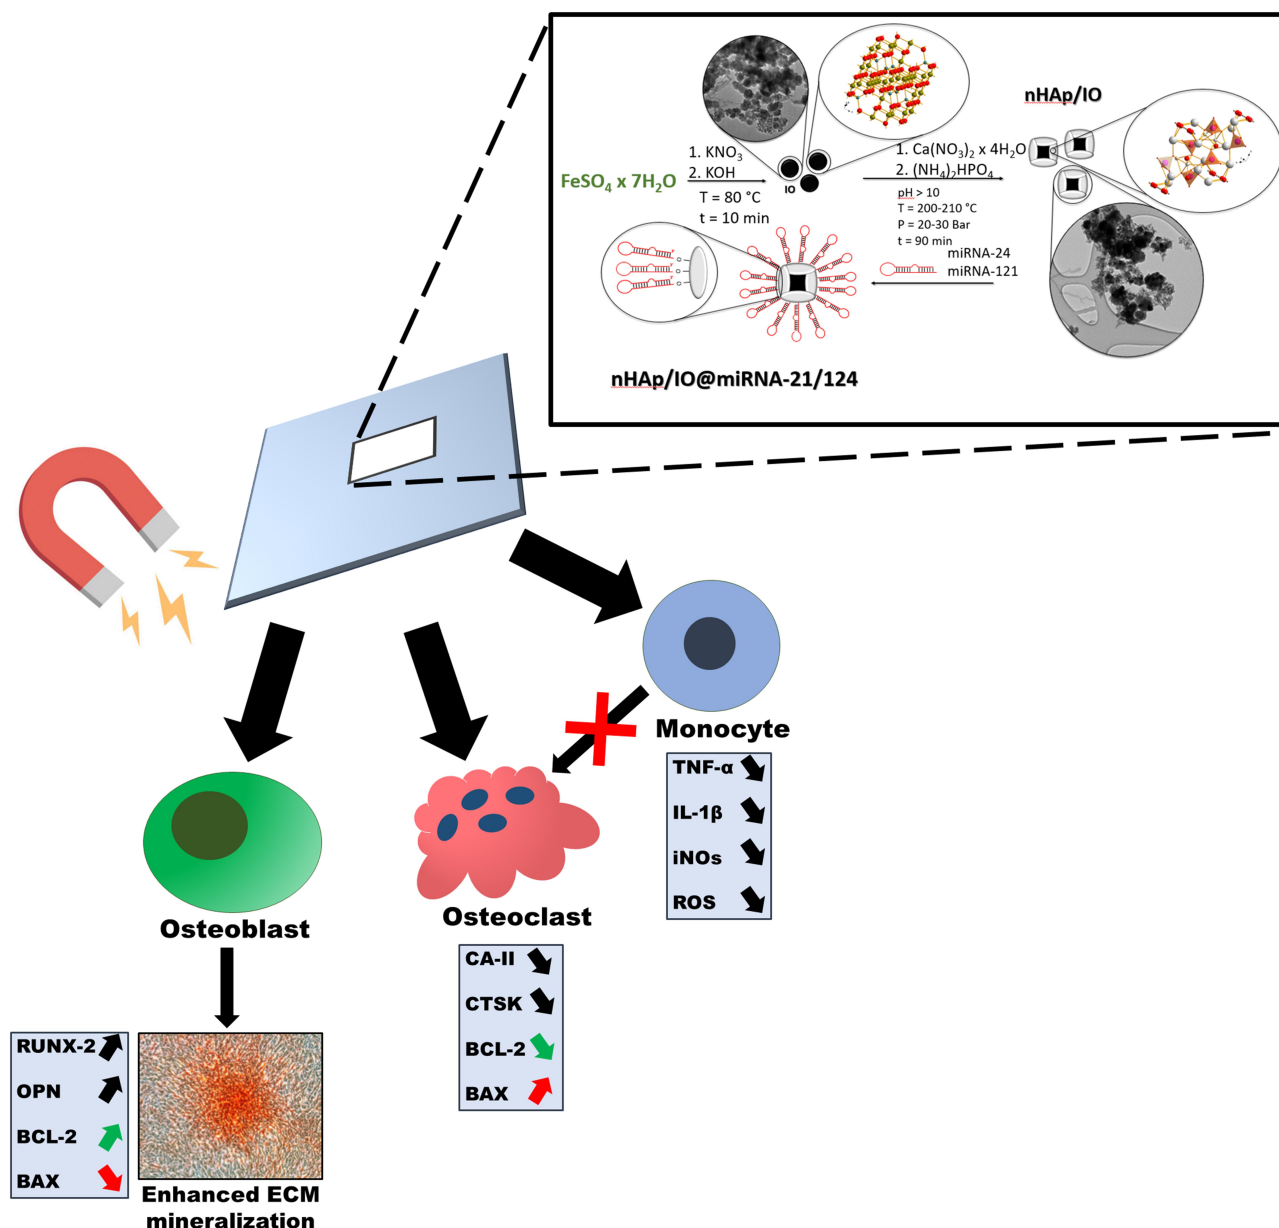 nHAp/IO
1. KNO₃
2. KOH
FeSO₄ x 7H₂O
T = 80 °C
t = 10 min
IO
1. Ca(NO₃)₂ x 4H₂O
2. (NH₄)₂HPO₄
pH > 10
T = 200-210 °C
P = 20-30 Bar
t = 90 min
miRNA-24
miRNA-121
nHAp/IO@miRNA-21/124
Monocyte
TNF-α
IL-1β
iNOs
ROS
Osteoclast
CA-II
CTSK
BCL-2
BAX
Osteoblast
RUNX-2
OPN
BCL-2
BAX
Enhanced ECM
mineralization